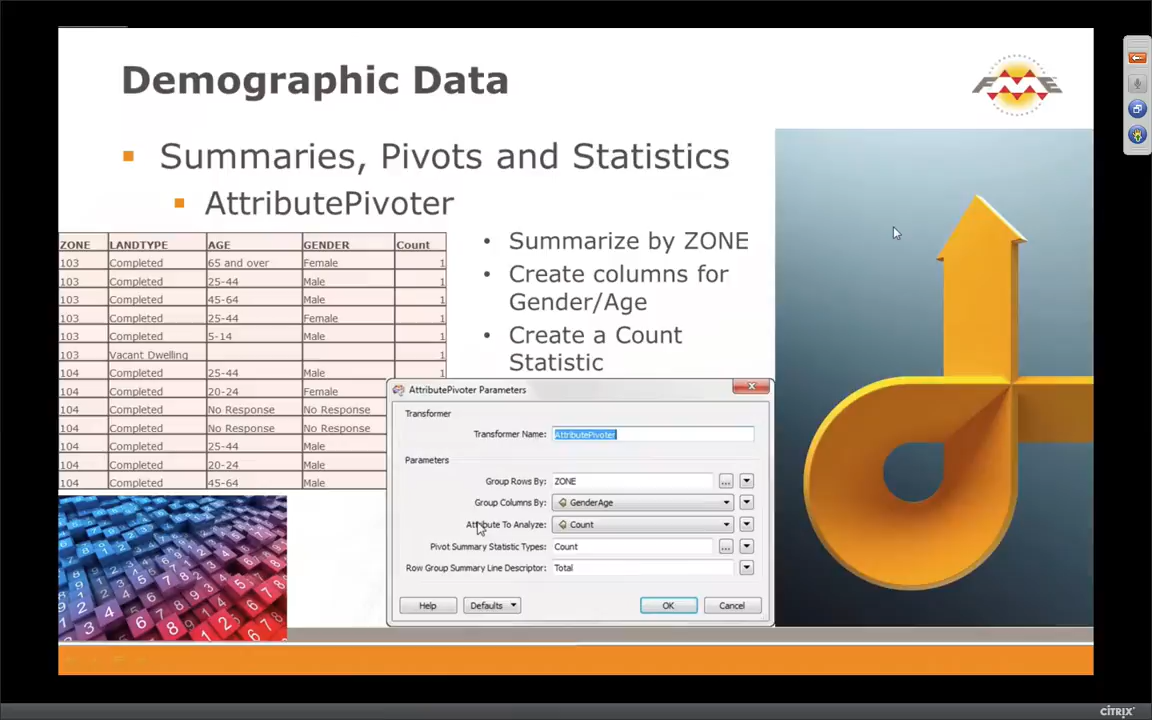 Demographic Data
FME
Summaries, Pivots and Statistics
AttributePivoter
ZONE LANDTYPE AGE GENDER Count
103 Completed 65 and over Female 1
103 Completed 25-44 Male 1
103 Completed 45-64 Male 1
103 Completed 25-44 Female 1
103 Completed 5-14 Male 1
103 Vacant Dwelling 1
104 Completed 25-44 Male
104 Completed 20-24 Female
104 Completed No Response No Response
104 Completed No Response No Response
104 Completed 25-44 Male
104 Completed 20-24 Male
104 Completed 45-64 Male
• Summarize by ZONE
• Create columns for
Gender/Age
• Create a Count
Statistic
AttributePivoter Parameters
Transformer
Transformer Name: AttributePivoter
Parameters
Group Rows By: ZONE ...
Group Columns By: GenderAge
Attribute To Analyze: Count
Pivot Summary Statistic Types: Count ...
Row Group Summary Line Descriptor: Total
Help Defaults OK Cancel
CITRIX